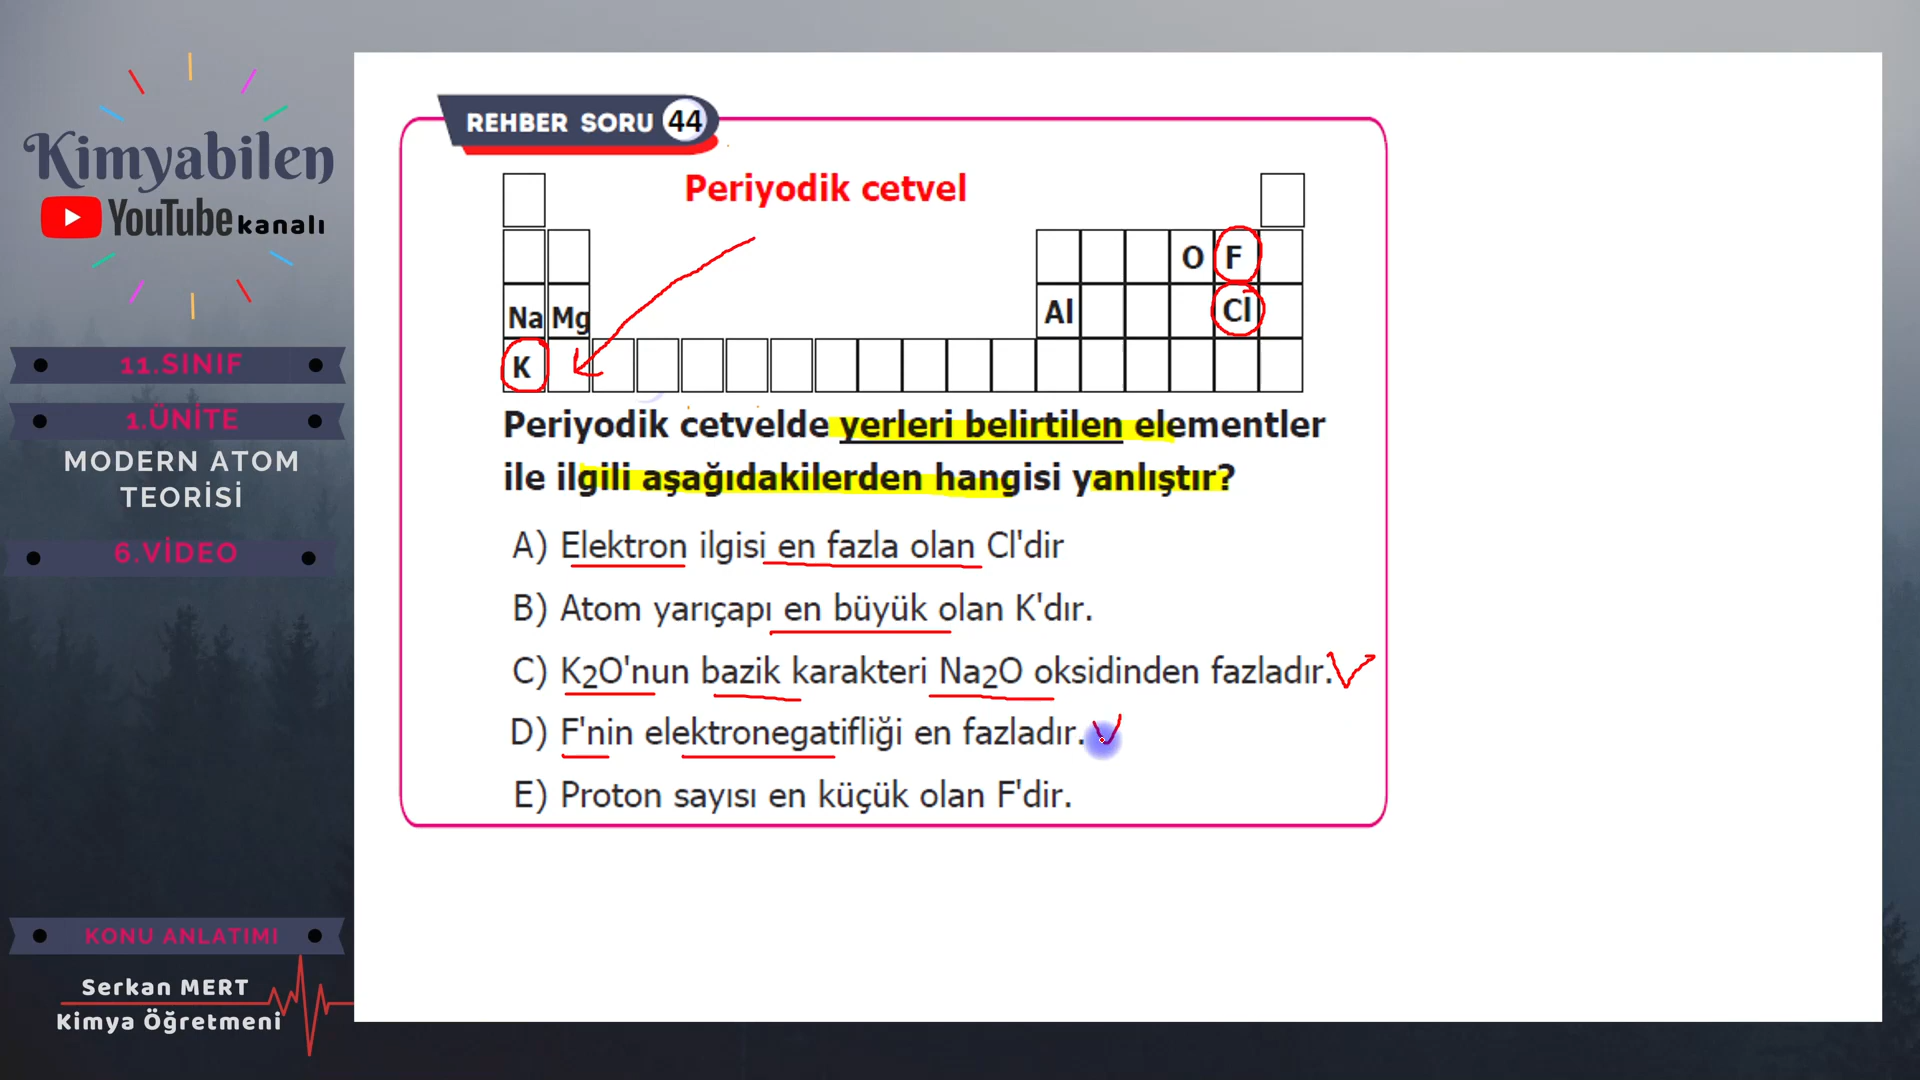 Kimyabilen
YouTube kanalı
11.SINIF
1.ÜNİTE
MODERN ATOM
TEORİSİ
6.VİDEO
KONU ANLATIMI
Serkan MERT
Kimya Öğretmeni
REHBER SORU 44
Periyodik cetvel
O F
Na Mg Al Cl
K
Periyodik cetvelde yerleri belirtilen elementler
ile ilgili aşağıdakilerden hangisi yanlıştır?
A) Elektron ilgisi en fazla olan Cl'dir
B) Atom yarıçapı en büyük olan K'dır.
C) K2O'nun bazik karakteri Na2O oksidinden fazladır.
D) F'nin elektronegatifliği en fazladır.
E) Proton sayısı en küçük olan F'dir.